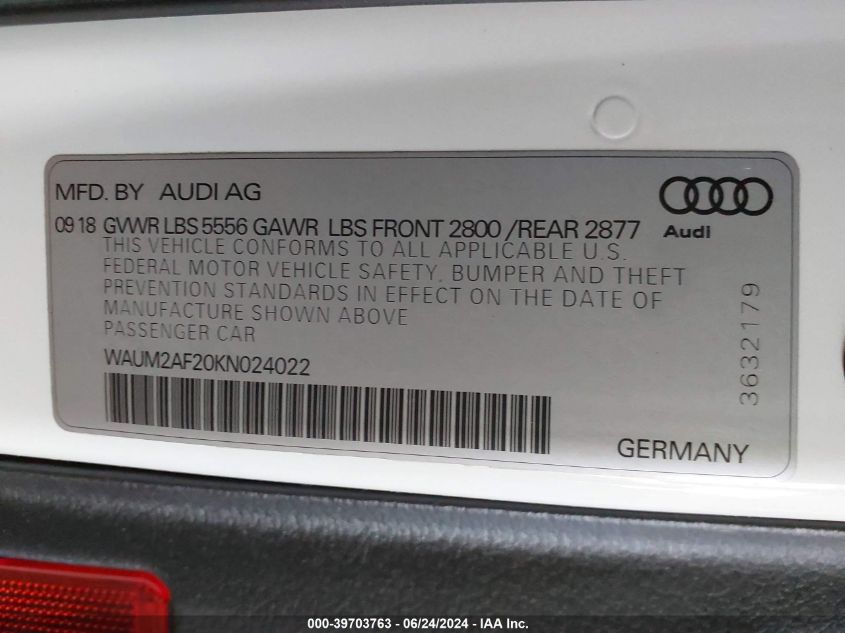 MFD. BY AUDI AG
Audi
09 18 GVWR LBS 5556 GAWR LBS FRONT 2800 /REAR 2877
THIS VEHICLE CONFORMS TO ALL APPLICABLE U.S.
FEDERAL MOTOR VEHICLE SAFETY, BUMPER AND THEFT
PREVENTION STANDARDS IN EFFECT ON THE DATE OF
MANUFACTURE SHOWN ABOVE
PASSENGER CAR
WAUM2AF20KN024022
3632179
GERMANY
000-39703763 - 06/24/2024 - IAA Inc.